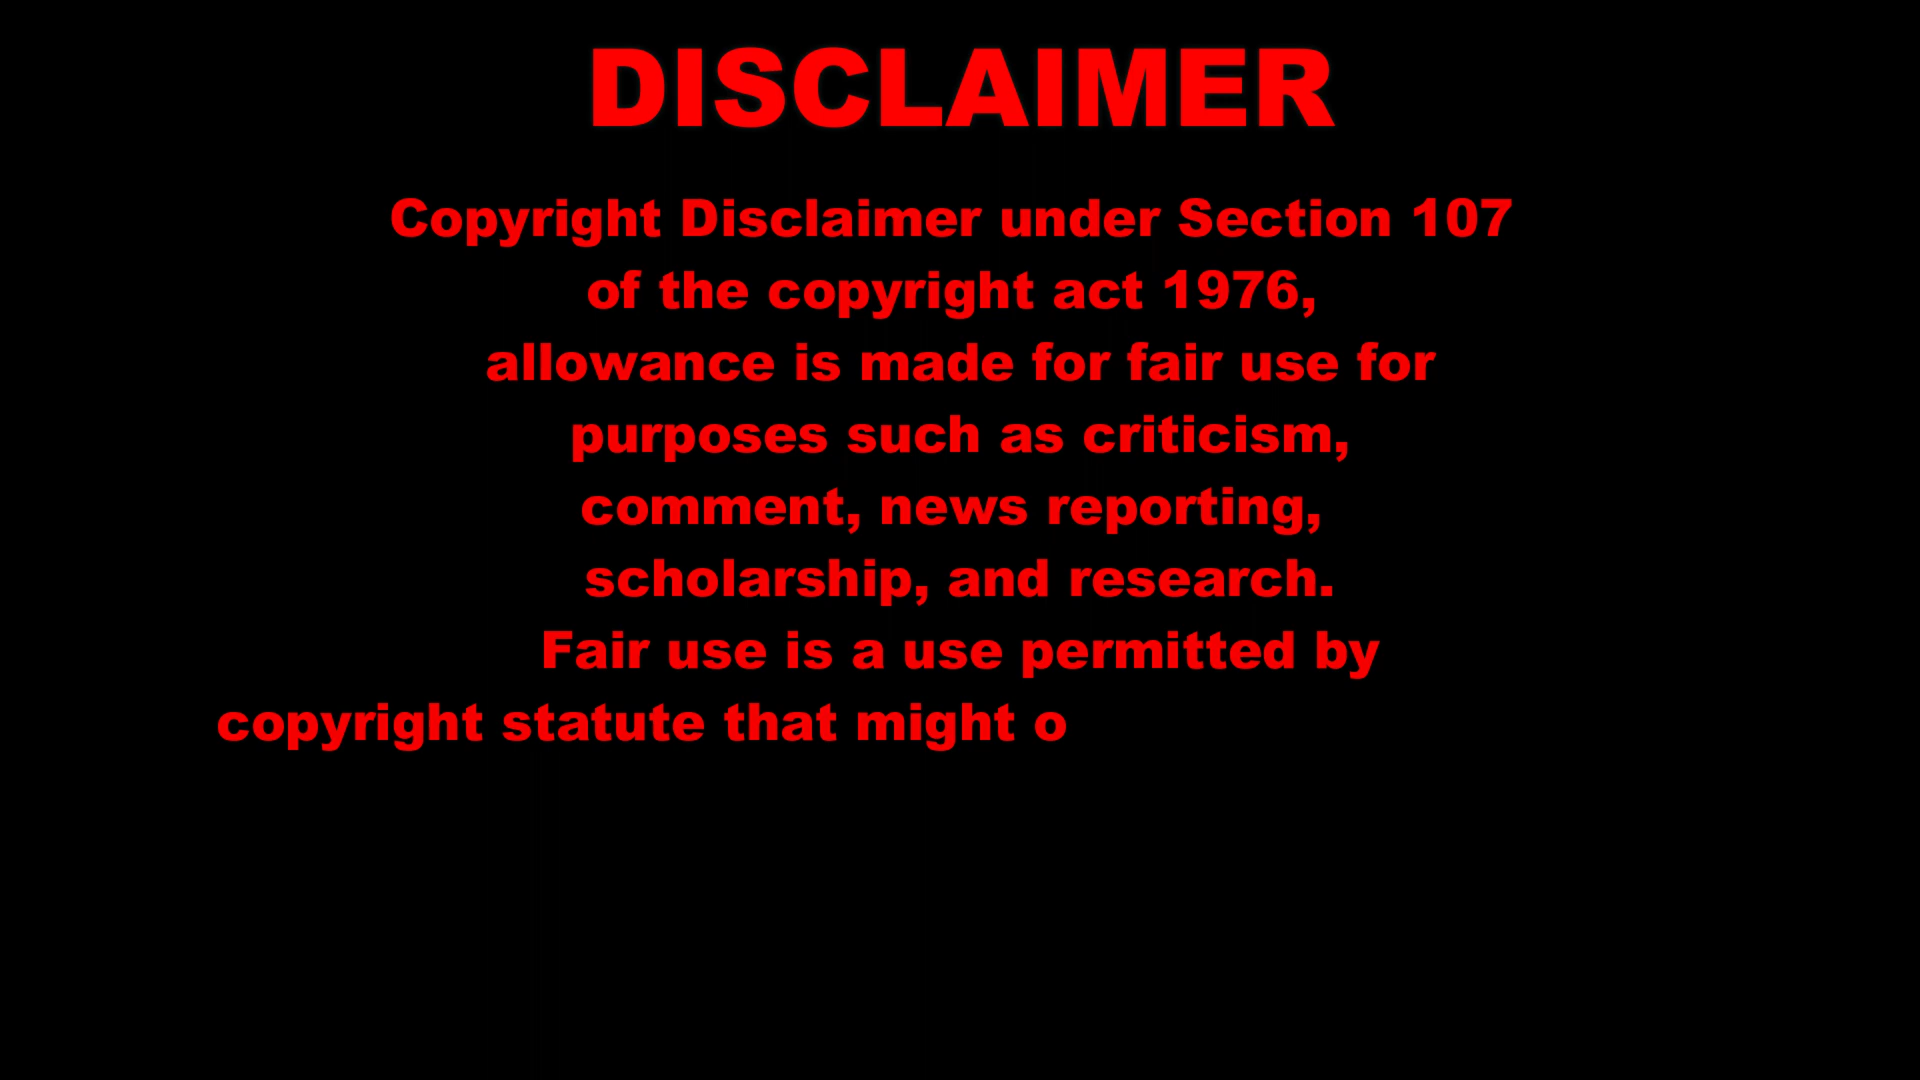 DISCLAIMER
Copyright Disclaimer under Section 107
of the copyright act 1976,
allowance is made for fair use for
purposes such as criticism,
comment, news reporting,
scholarship, and research.
Fair use is a use permitted by
copyright statute that might o